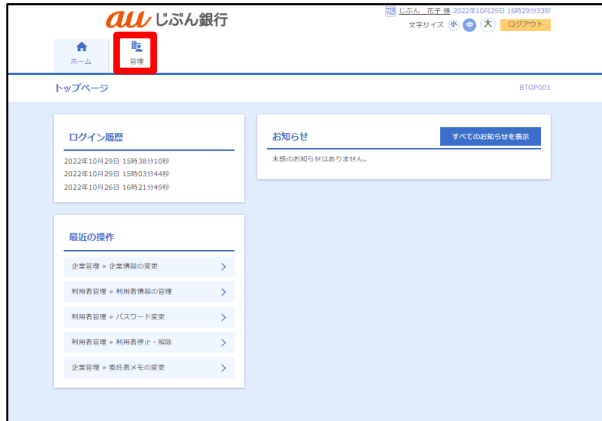 au じぶん銀行
じぶん 花子 様 2022年10月29日 16時29分33秒
文字サイズ 小 中 大 ログアウト
ホーム 管理
トップページ BTOP001
ログイン履歴
2022年10月29日 15時38分10秒
2022年10月29日 15時03分44秒
2022年10月26日 16時21分49秒
お知らせ すべてのお知らせを表示
未読のお知らせはありません。
最近の操作
企業管理 » 企業情報の変更
利用者管理 » 利用者情報の管理
利用者管理 » パスワード変更
利用者管理 » 利用者停止・解除
企業管理 » 委託者メモの変更